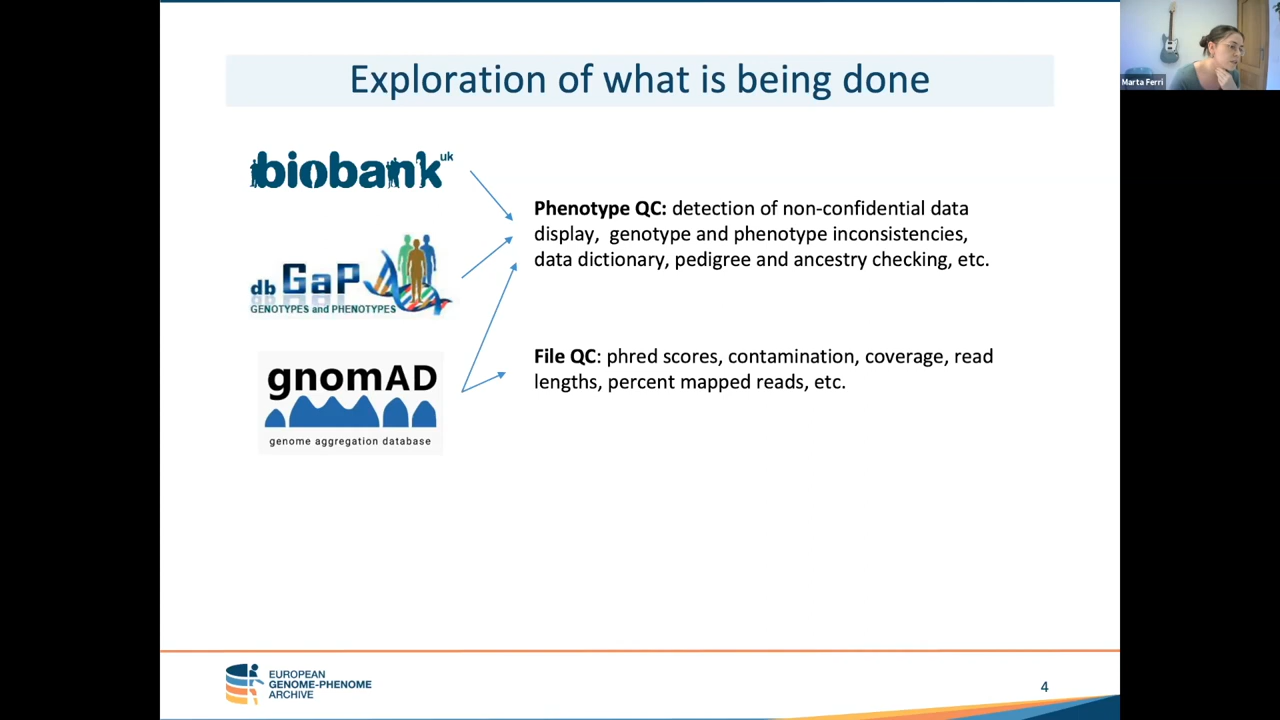 Exploration of what is being done
biobank uk
Phenotype QC: detection of non-confidential data
display, genotype and phenotype inconsistencies,
data dictionary, pedigree and ancestry checking, etc.
db GaP
GENOTYPES and PHENOTYPES
File QC: phred scores, contamination, coverage, read
lengths, percent mapped reads, etc.
gnomAD
genome aggregation database
EUROPEAN
GENOME-PHENOME
ARCHIVE
4
Marta Ferri